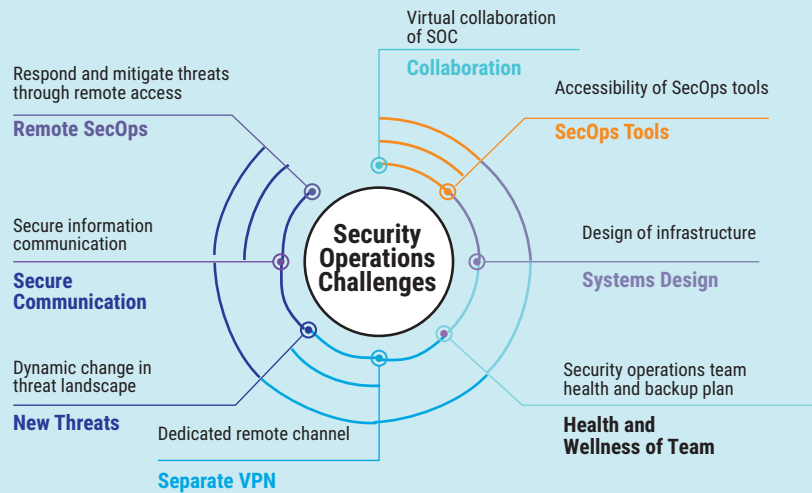 Virtual collaboration
of SOC
Collaboration
Accessibility of SecOps tools
SecOps Tools
Design of infrastructure
Systems Design
Security operations team
health and backup plan
Health and
Wellness of Team
Dedicated remote channel
Separate VPN
Dynamic change in
threat landscape
New Threats
Secure information
communication
Secure
Communication
Respond and mitigate threats
through remote access
Remote SecOps
Security
Operations
Challenges